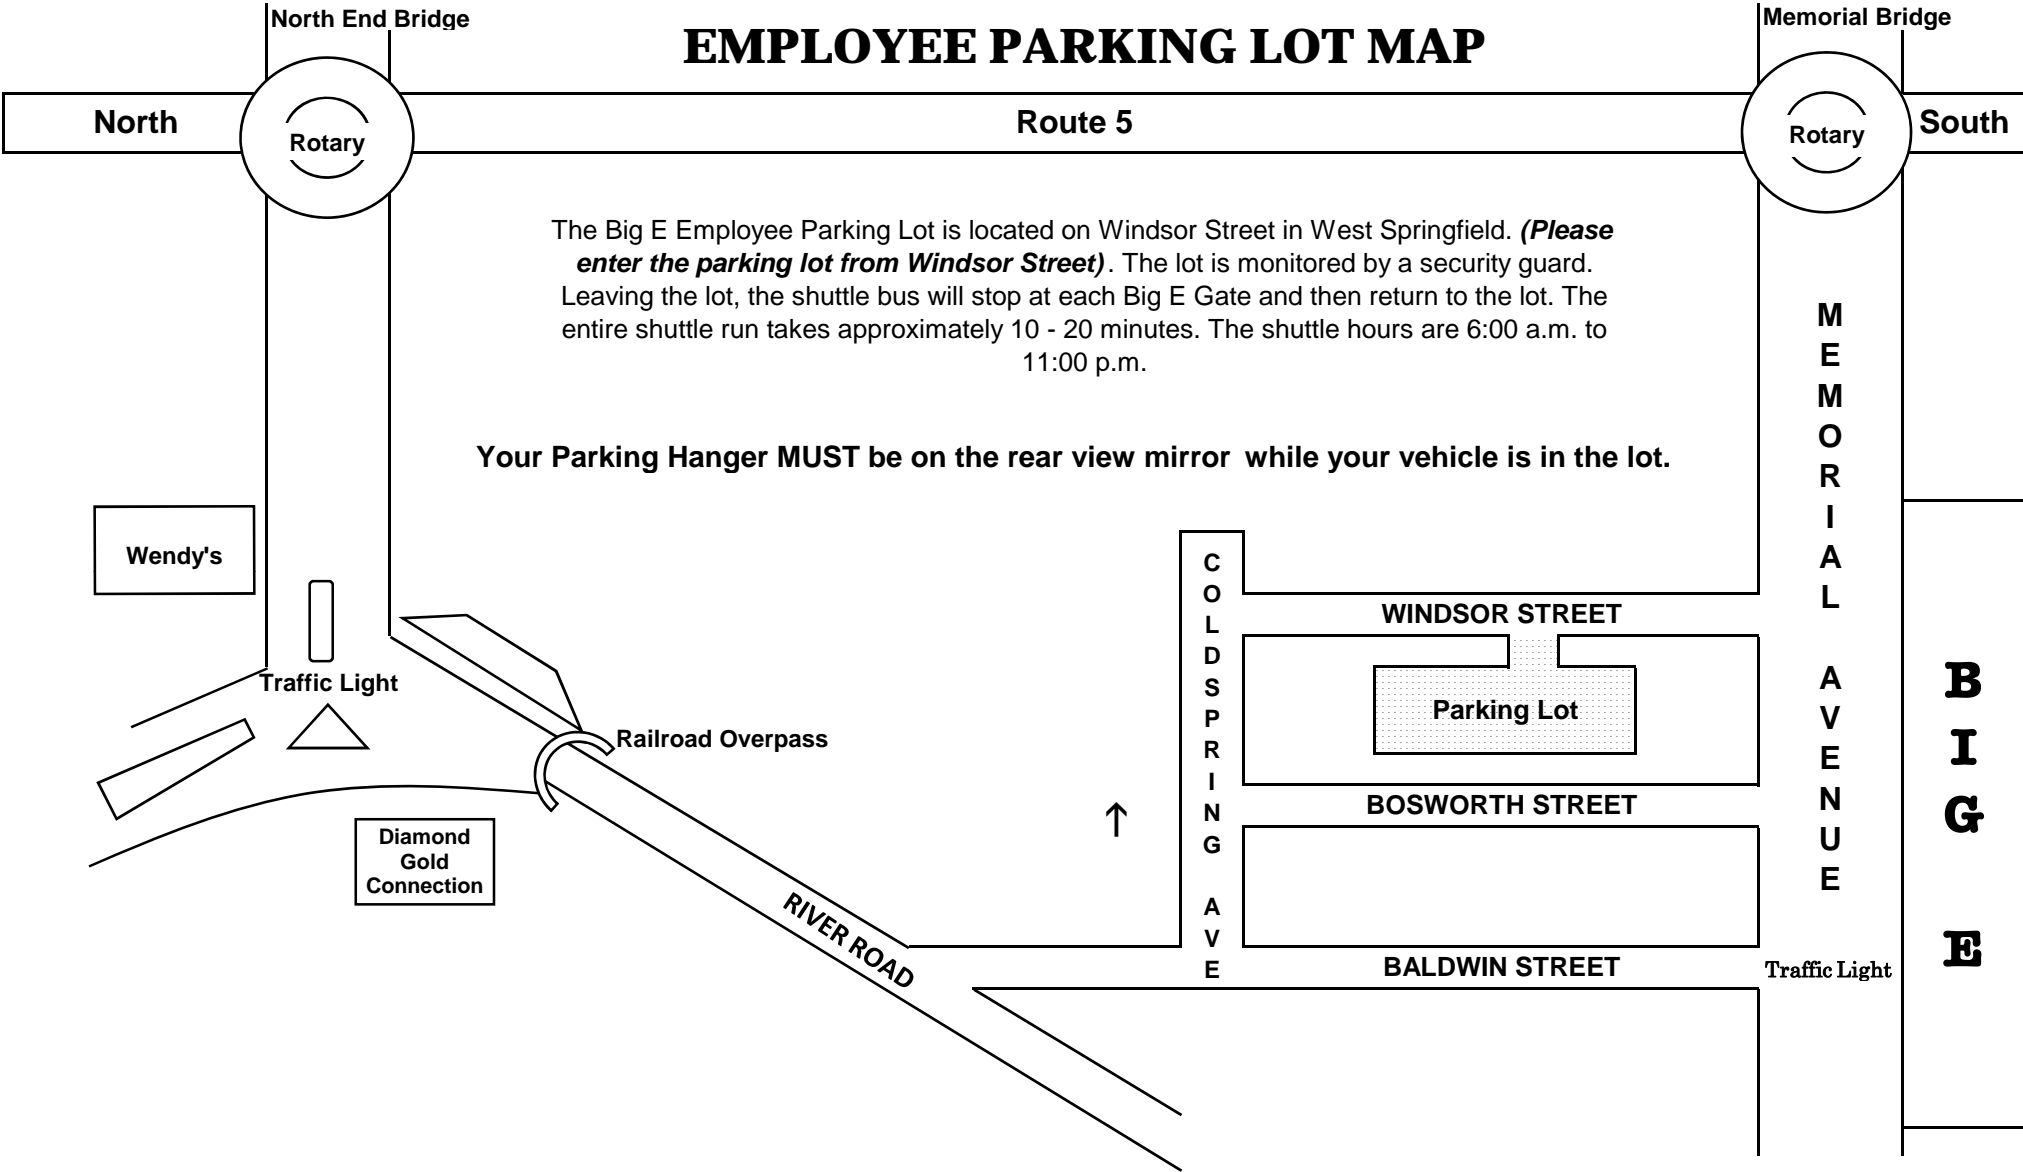 North End Bridge
Memorial Bridge
EMPLOYEE PARKING LOT MAP
North
Rotary
Route 5
Rotary
South
The Big E Employee Parking Lot is located on Windsor Street in West Springfield. (Please
enter the parking lot from Windsor Street). The lot is monitored by a security guard.
Leaving the lot, the shuttle bus will stop at each Big E Gate and then return to the lot. The
entire shuttle run takes approximately 10 - 20 minutes. The shuttle hours are 6:00 a.m. to
11:00 p.m.
Your Parking Hanger MUST be on the rear view mirror while your vehicle is in the lot.
MEMORIAL AVENUE
Wendy's
COLDSPRING AVE
WINDSOR STREET
Traffic Light
Parking Lot
BIG E
Railroad Overpass
BOSWORTH STREET
Diamond
Gold
Connection
RIVER ROAD
BALDWIN STREET
Traffic Light